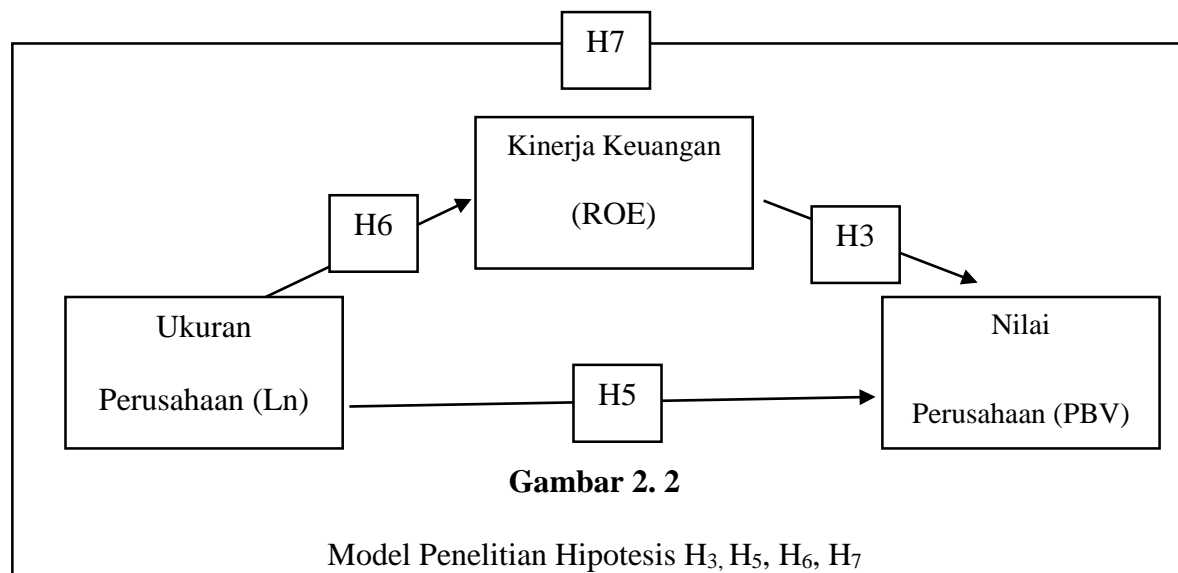 H7
Kinerja Keuangan
(ROE)
H6
H3
Ukuran
Perusahaan (Ln)
Nilai
Perusahaan (PBV)
H5
Gambar 2. 2
Model Penelitian Hipotesis H₃, H₅, H₆, H₇